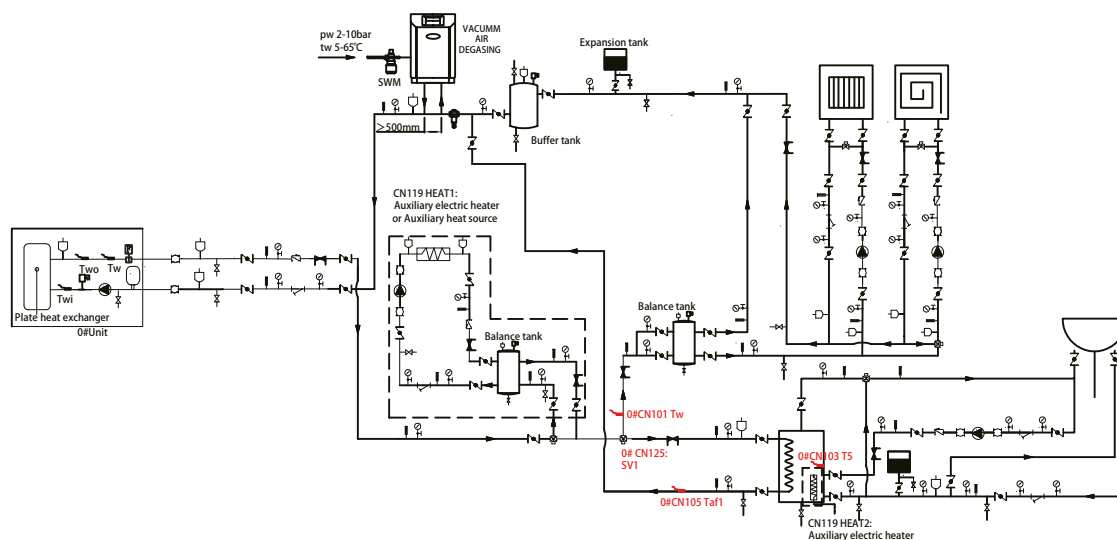 pw 2-10bar
tw 5-65℃
SWM
VACUMM
AIR
DEGASING
Expansion tank
>500mm
Buffer tank
CN119 HEAT1:
Auxiliary electric heater
or Auxiliary heat source
Two
Tw
Twi
Plate heat exchanger
0#Unit
Balance tank
Balance tank
0#CN101 Tw
0# CN125:
SV1
0#CN103 T5
0#CN105 Taf1
CN119 HEAT2:
Auxiliary electric heater